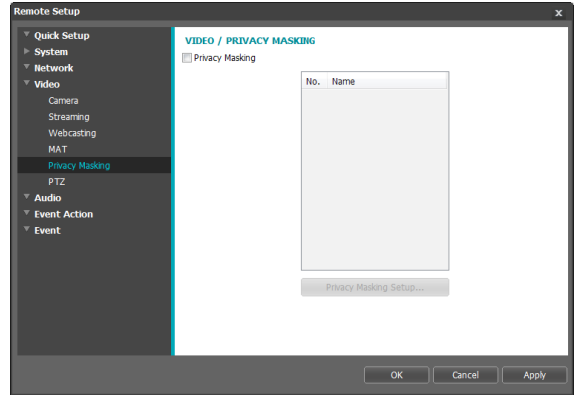 Remote Setup
x
Quick Setup
System
Network
Video
Camera
Streaming
Webcasting
MAT
Privacy Masking
PTZ
Audio
Event Action
Event
VIDEO / PRIVACY MASKING
Privacy Masking
No. Name
Privacy Masking Setup...
OK Cancel Apply